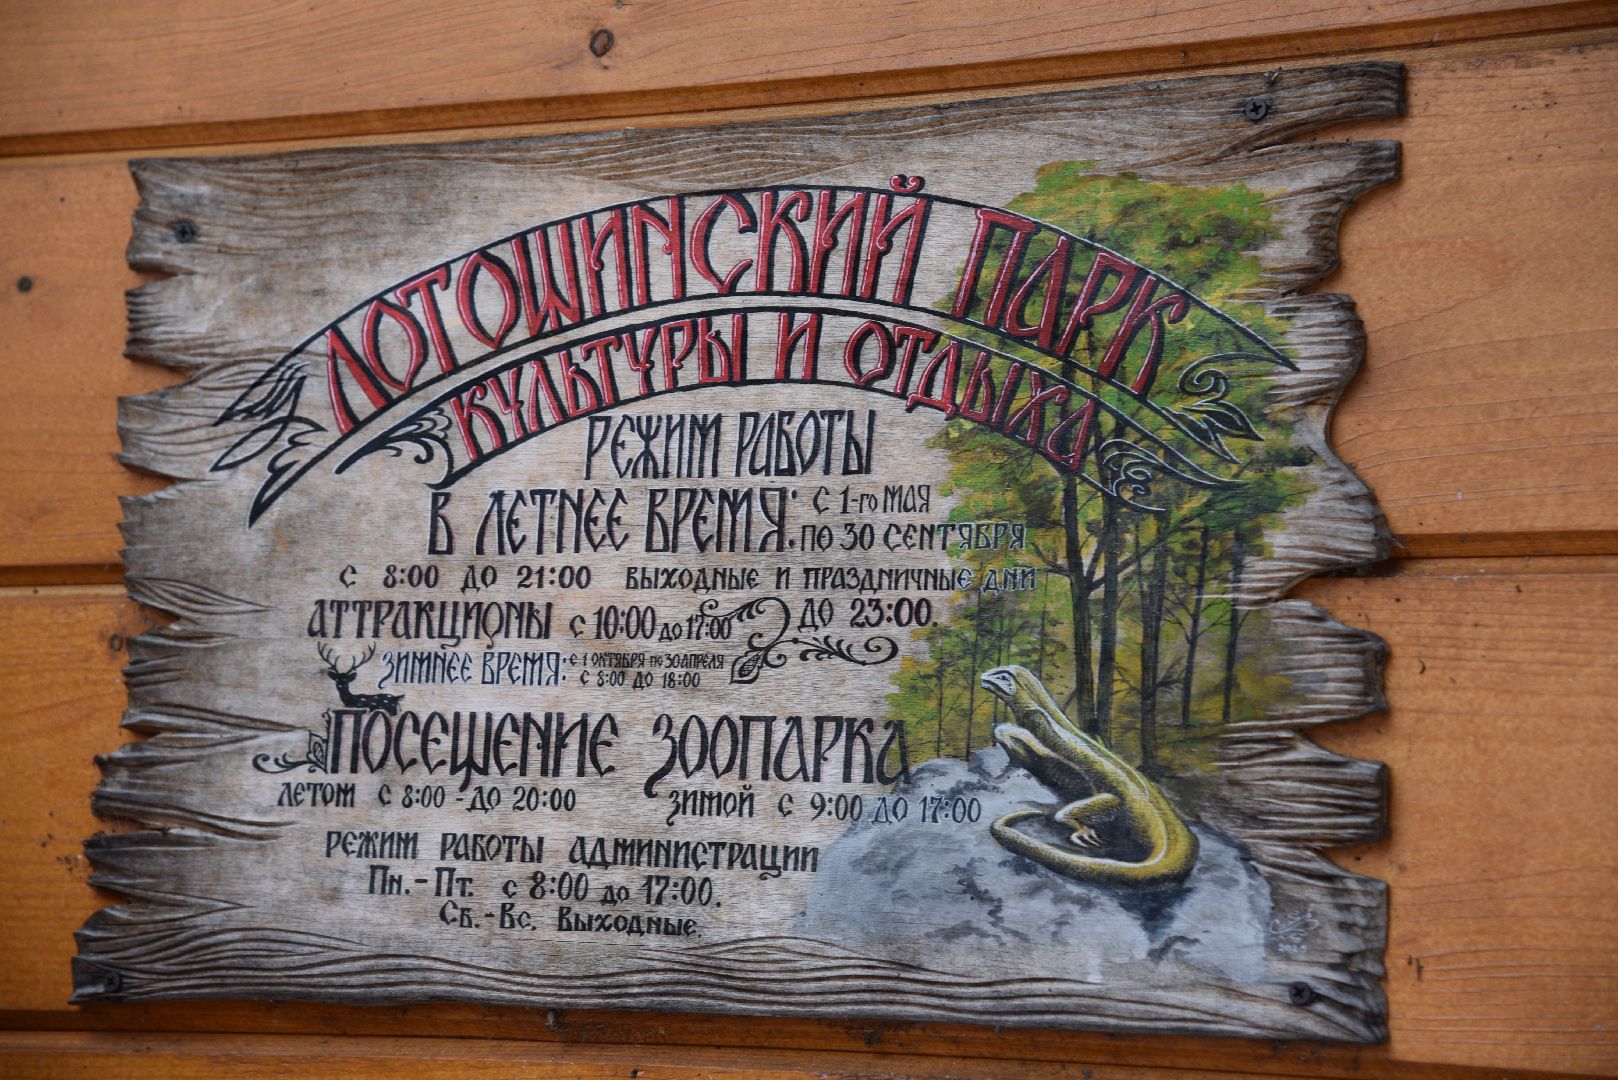 ЛОТОШИНСКИЙ ПАРК
КУЛЬТУРЫ И ОТДЫХА
РЕЖИМ РАБОТЫ
В ЛЕТНЕЕ ВРЕМЯ: С 1-го МАЯ
ПО 30 СЕНТЯБРЯ
С 8:00 ДО 21:00 ВЫХОДНЫЕ И ПРАЗДНИЧНЫЕ ДНИ
ДО 23:00.
АТТРАКЦИОНЫ С 10:00 ДО 17:00
ЗИМНЕЕ ВРЕМЯ: С 1 ОКТЯБРЯ ПО 30 АПРЕЛЯ
С 8:00 ДО 18:00
ПОСЕЩЕНИЕ ЗООПАРКА
ЛЕТОМ С 8:00 - ДО 20:00 ЗИМОЙ С 9:00 ДО 17:00
РЕЖИМ РАБОТЫ АДМИНИСТРАЦИИ
Пн. - Пт. С 8:00 до 17:00.
Сб. - Вс. Выходные.